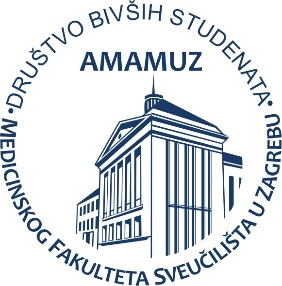 •DRUŠTVO BIVŠIH STUDENATA•
AMAMUZ
MEDICINSKOG FAKULTETA SVEUČILIŠTA U ZAGREBU